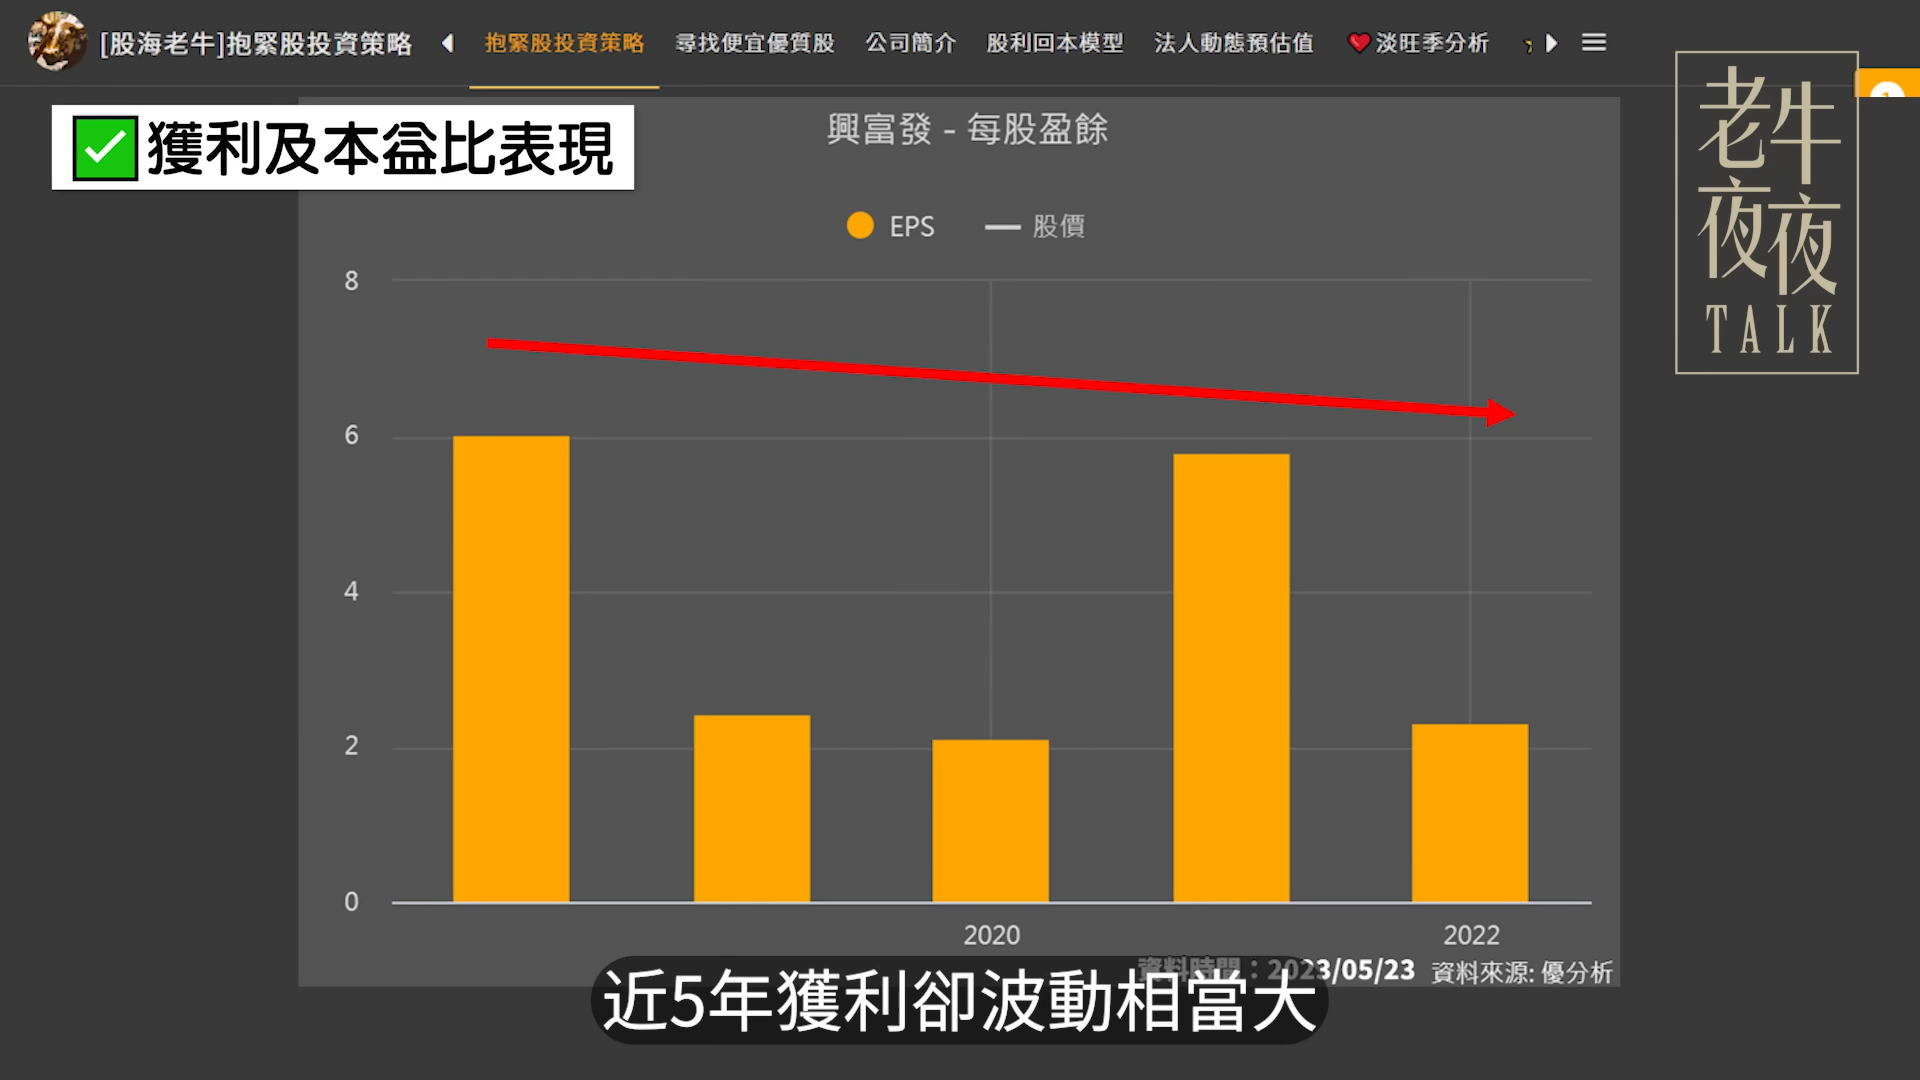 [股海老牛]抱緊股投資策略
抱緊股投資策略
尋找便宜優質股
公司簡介
股利回本模型
法人動態預估值
淡旺季分析
獲利及本益比表現
興富發 - 每股盈餘
EPS
股價
老牛
夜夜
TALK
8
6
4
2
0
2020
2022
資料時間：2023/05/23
資料來源: 優分析
近5年獲利卻波動相當大